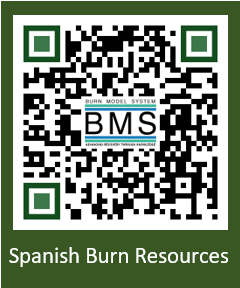 BURN MODEL SYSTEM
BMS
ADVANCING RECOVERY THROUGH KNOWLEDGE
Spanish Burn Resources